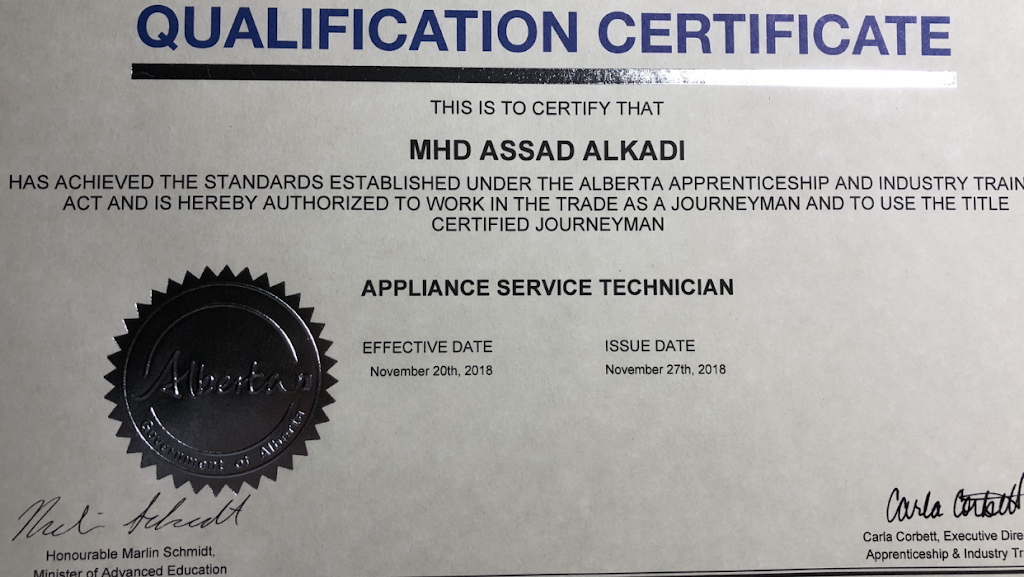 QUALIFICATION CERTIFICATE
THIS IS TO CERTIFY THAT
MHD ASSAD ALKADI
HAS ACHIEVED THE STANDARDS ESTABLISHED UNDER THE ALBERTA APPRENTICESHIP AND INDUSTRY TRAIN
ACT AND IS HEREBY AUTHORIZED TO WORK IN THE TRADE AS A JOURNEYMAN AND TO USE THE TITLE
CERTIFIED JOURNEYMAN
APPLIANCE SERVICE TECHNICIAN
EFFECTIVE DATE ISSUE DATE
November 20th, 2018 November 27th, 2018
Alberta
Government of Alberta
Carla Corbett
Honourable Marlin Schmidt,
Minister of Advanced Education
Carla Corbett, Executive Dire
Apprenticeship & Industry Tr